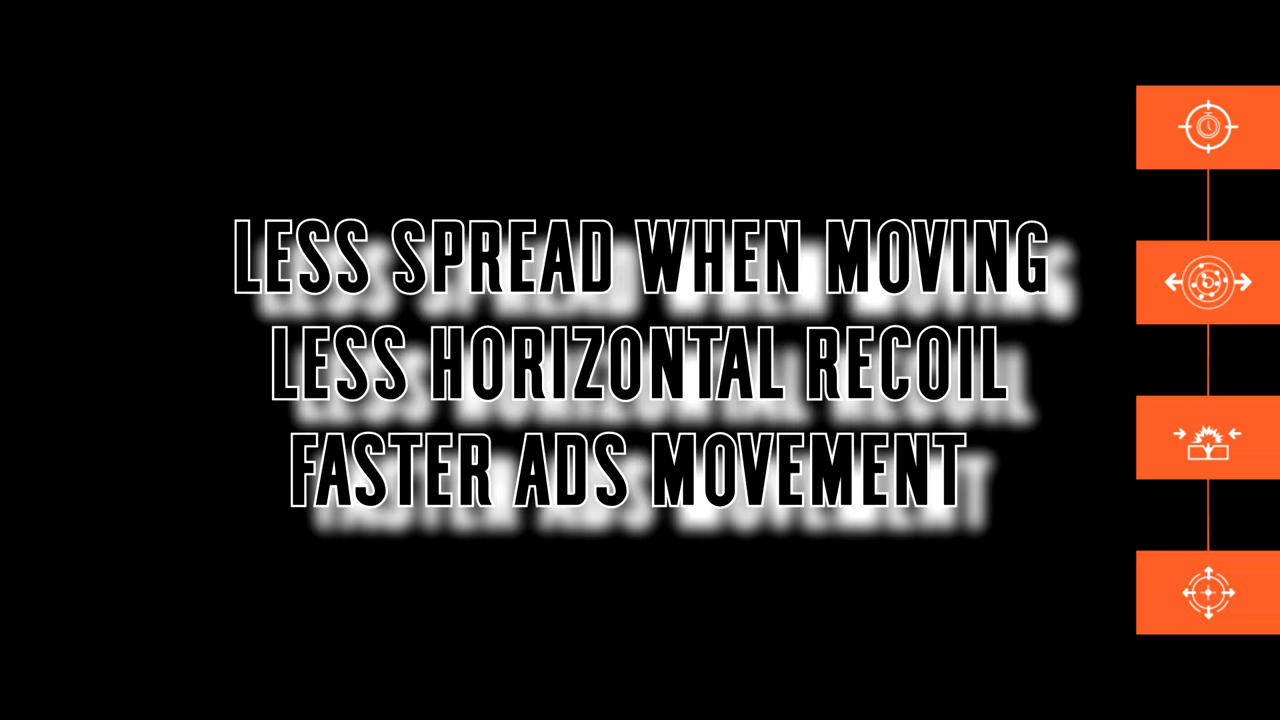 LESS SPREAD WHEN MOVING
LESS HORIZONTAL RECOIL
FASTER ADS MOVEMENT